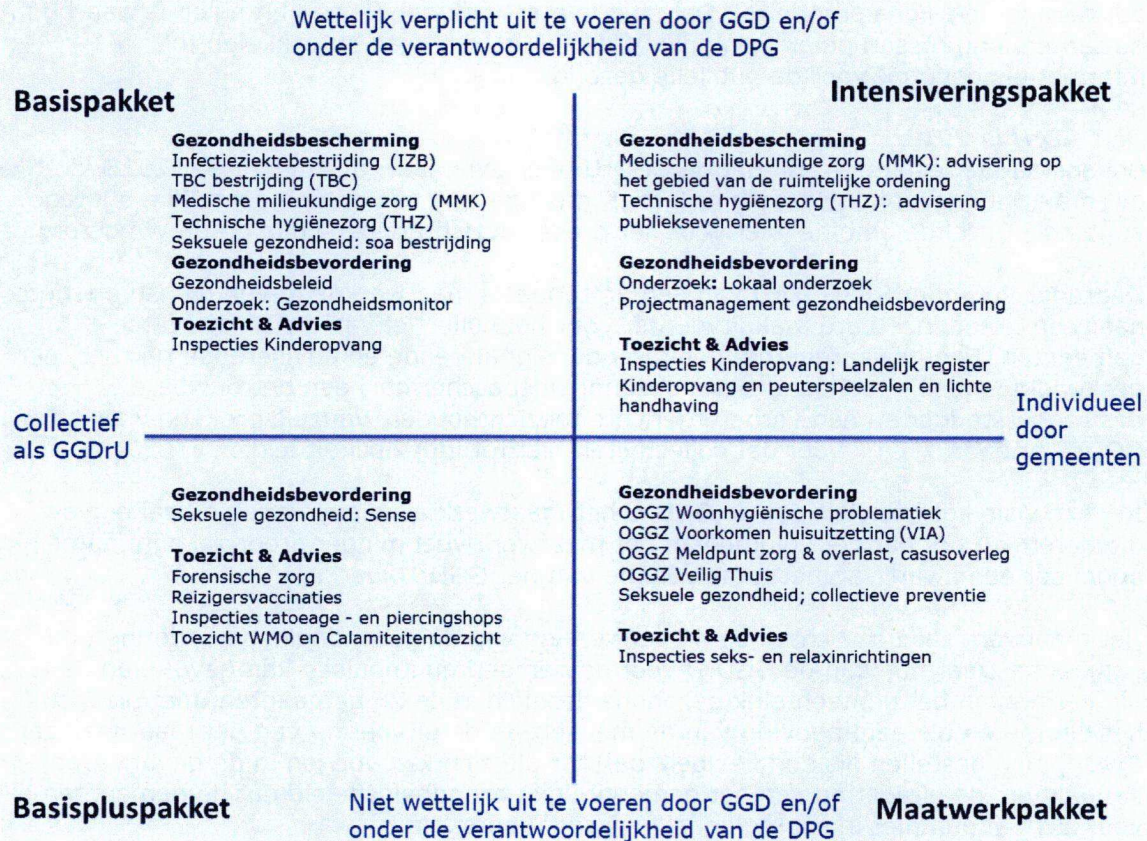 Wettelijk verplicht uit te voeren door GGD en/of
onder de verantwoordelijkheid van de DPG
Basispakket
Intensiveringspakket
Gezondheidsbescherming
Infectieziektebestrijding (IZB)
TBC bestrijding (TBC)
Medische milieukundige zorg (MMK)
Technische hygiënezorg (THZ)
Seksuele gezondheid: soa bestrijding
Gezondheidsbevordering
Gezondheidsbeleid
Onderzoek: Gezondheidsmonitor
Toezicht & Advies
Inspecties Kinderopvang
Gezondheidsbescherming
Medische milieukundige zorg (MMK): advisering op
het gebied van de ruimtelijke ordening
Technische hygiënezorg (THZ): advisering
publieksevenementen
Gezondheidsbevordering
Onderzoek: Lokaal onderzoek
Projectmanagement gezondheidsbevordering
Toezicht & Advies
Inspecties Kinderopvang: Landelijk register
Kinderopvang en peuterspeelzalen en lichte
handhaving
Collectief
als GGDrU
Individueel
door
gemeenten
Gezondheidsbevordering
Seksuele gezondheid: Sense
Toezicht & Advies
Forensische zorg
Reizigersvaccinaties
Inspecties tatoeage - en piercingshops
Toezicht WMO en Calamiteitentoezicht
Gezondheidsbevordering
OGGZ Woonhygiënische problematiek
OGGZ Voorkomen huisuitzetting (VIA)
OGGZ Meldpunt zorg & overlast, casusoverleg
OGGZ Veilig Thuis
Seksuele gezondheid; collectieve preventie
Toezicht & Advies
Inspecties seks- en relaxinrichtingen
Basispluspakket
Niet wettelijk uit te voeren door GGD en/of
onder de verantwoordelijkheid van de DPG
Maatwerkpakket